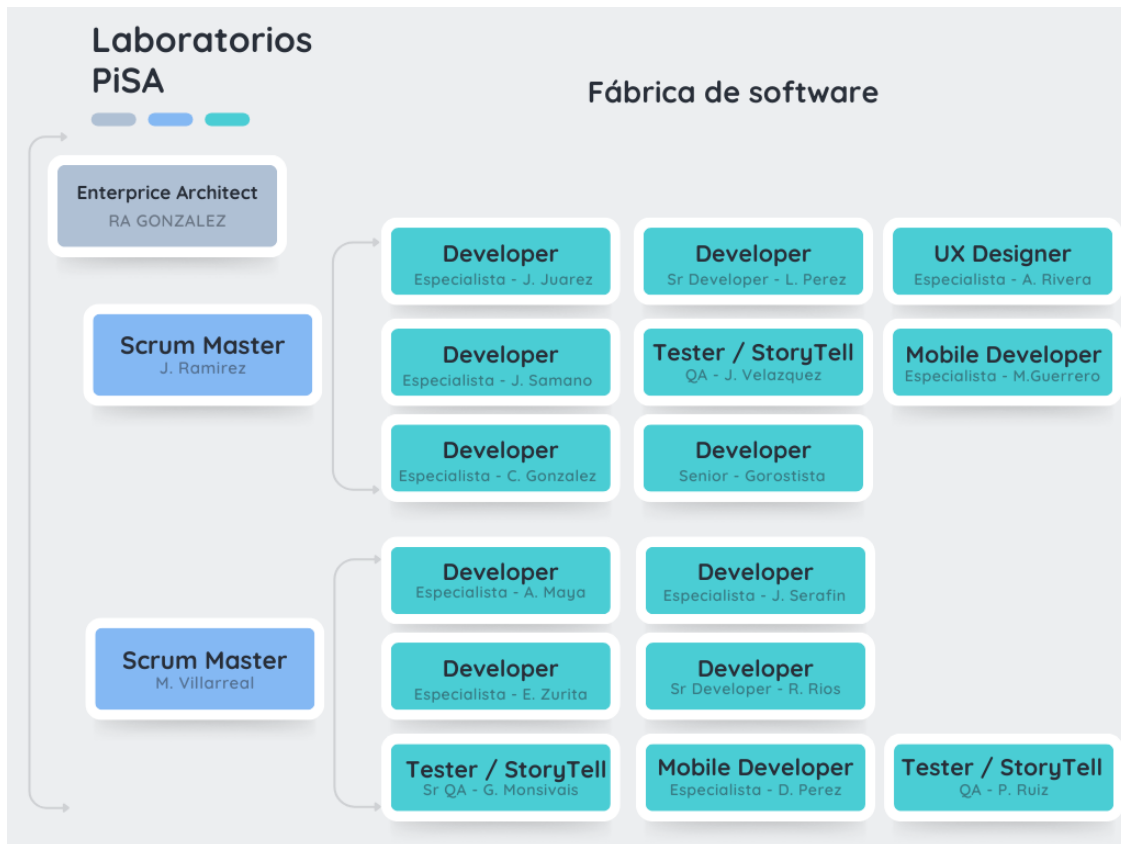 Laboratorios
PiSA
Fábrica de software
Enterprice Architect
RA GONZALEZ
Developer
Especialista - J. Juarez
Developer
Sr Developer - L. Perez
UX Designer
Especialista - A. Rivera
Scrum Master
J. Ramirez
Developer
Especialista - J. Samano
Tester / StoryTell
QA - J. Velazquez
Mobile Developer
Especialista - M.Guerrero
Developer
Especialista - C. Gonzalez
Developer
Senior - Gorostista
Developer
Especialista - A. Maya
Developer
Especialista - J. Serafin
Scrum Master
M. Villarreal
Developer
Especialista - E. Zurita
Developer
Sr Developer - R. Rios
Tester / StoryTell
Sr QA - G. Monsivais
Mobile Developer
Especialista - D. Perez
Tester / StoryTell
QA - P. Ruiz